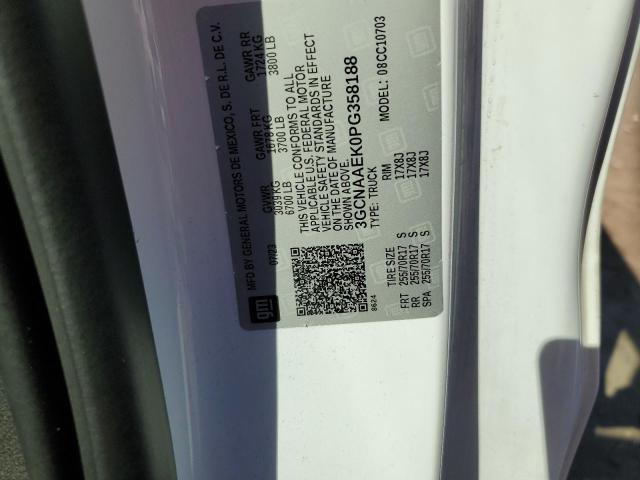 gm
MFD BY GENERAL MOTORS DE MEXICO, S. DE R.L. DE C.V.
07/23 GVWR GAWR FRT GAWR RR
3039 KG 1678 KG 1724 KG
6700 LB 3700 LB 3800 LB
THIS VEHICLE CONFORMS TO ALL
APPLICABLE U.S. FEDERAL MOTOR
VEHICLE SAFETY STANDARDS IN EFFECT
ON THE DATE OF MANUFACTURE
SHOWN ABOVE.
3GCNAAEK0PG358188
8624 TYPE: TRUCK MODEL: 08CC10703
TIRE SIZE RIM
FRT 255/70R17 S 17X8J
RR 255/70R17 S 17X8J
SPA 255/70R17 S 17X8J